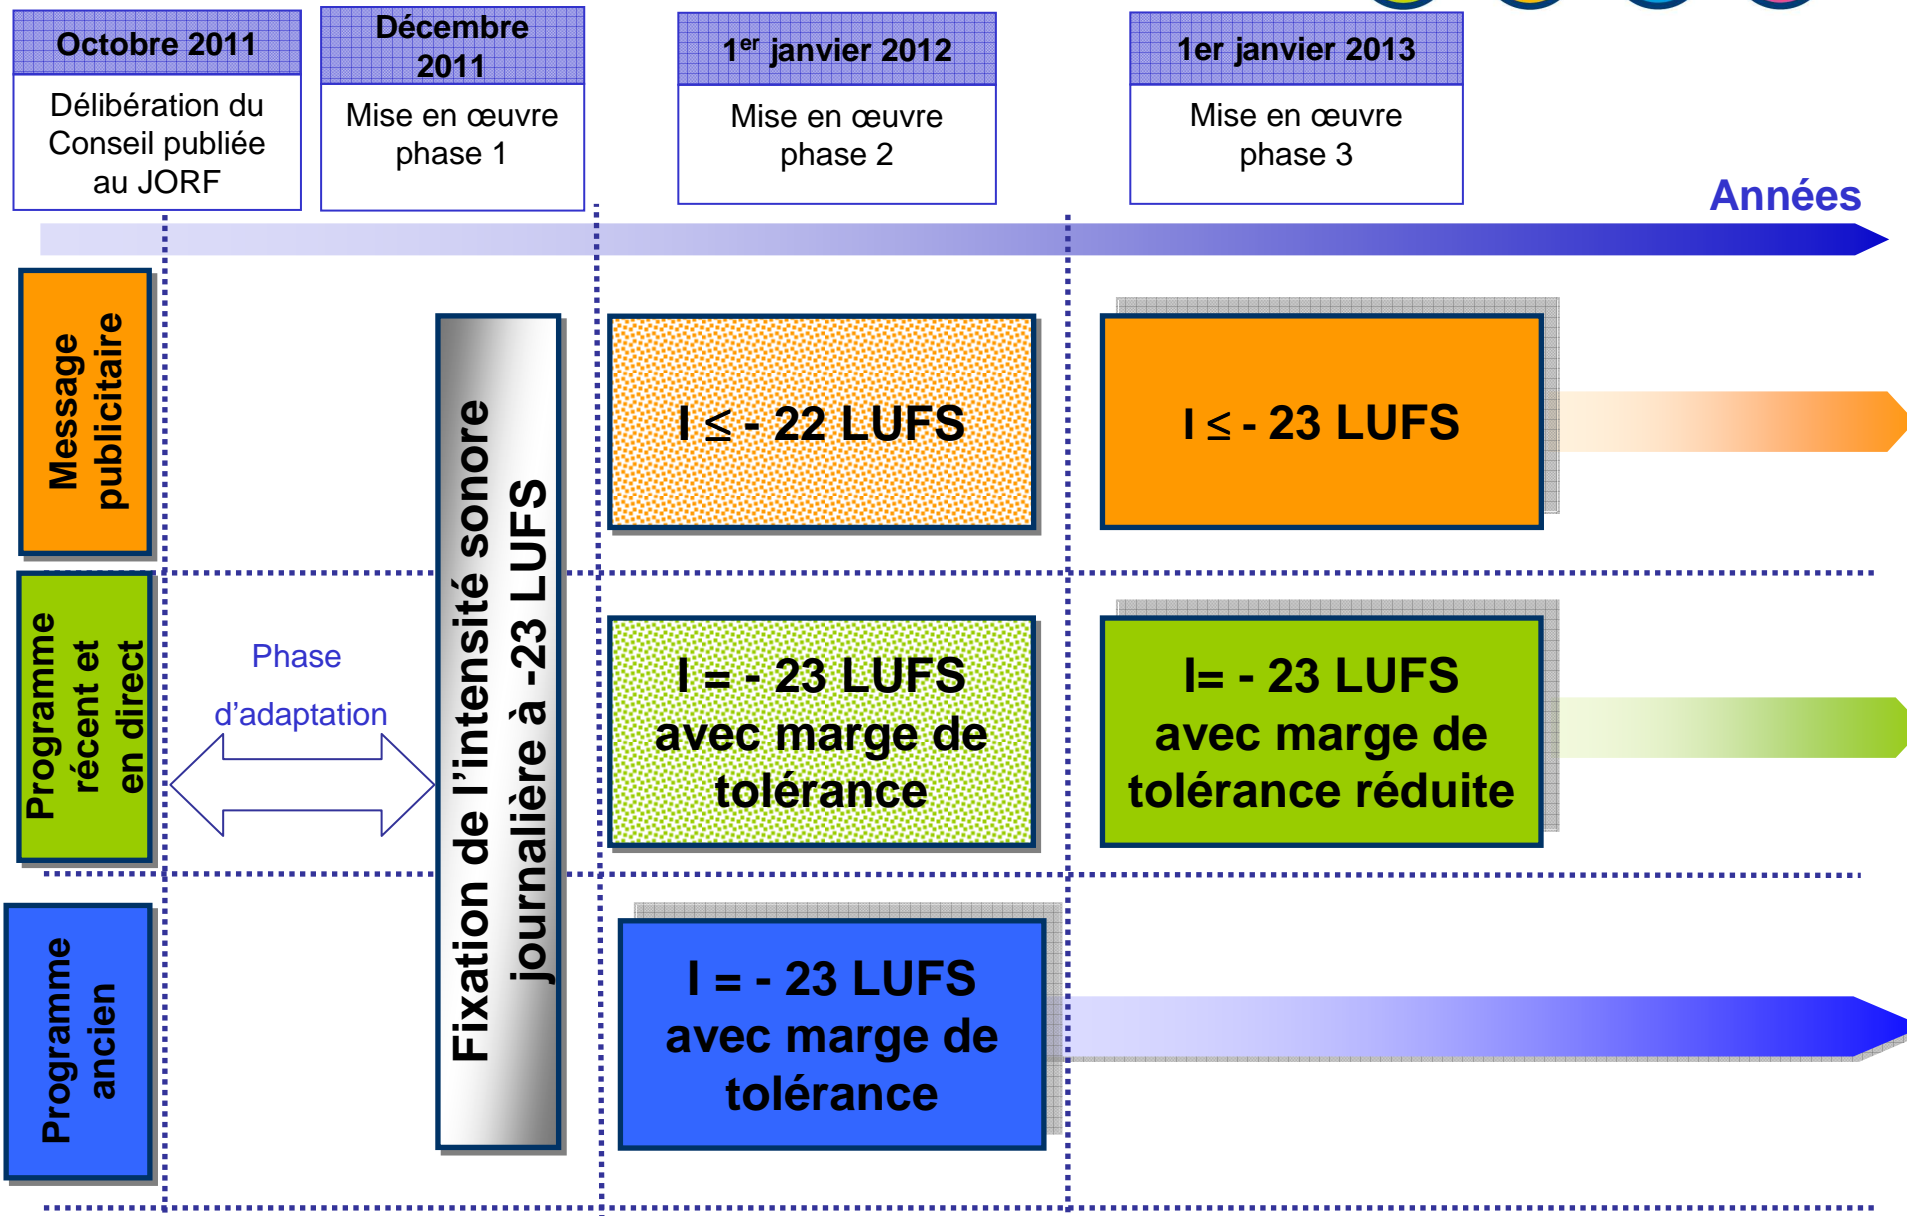 Octobre 2011
Délibération du
Conseil publiée
au JORF
Décembre
2011
Mise en œuvre
phase 1
1er janvier 2012
Mise en œuvre
phase 2
1er janvier 2013
Mise en œuvre
phase 3
Années
Message
publicitaire
I ≤ - 22 LUFS
I ≤ - 23 LUFS
Fixation de l'intensité sonore
journalière à -23 LUFS
Programme
récent et
en direct
Phase
d'adaptation
I = - 23 LUFS
avec marge de
tolérance
I= - 23 LUFS
avec marge de
tolérance réduite
Programme
ancien
I = - 23 LUFS
avec marge de
tolérance